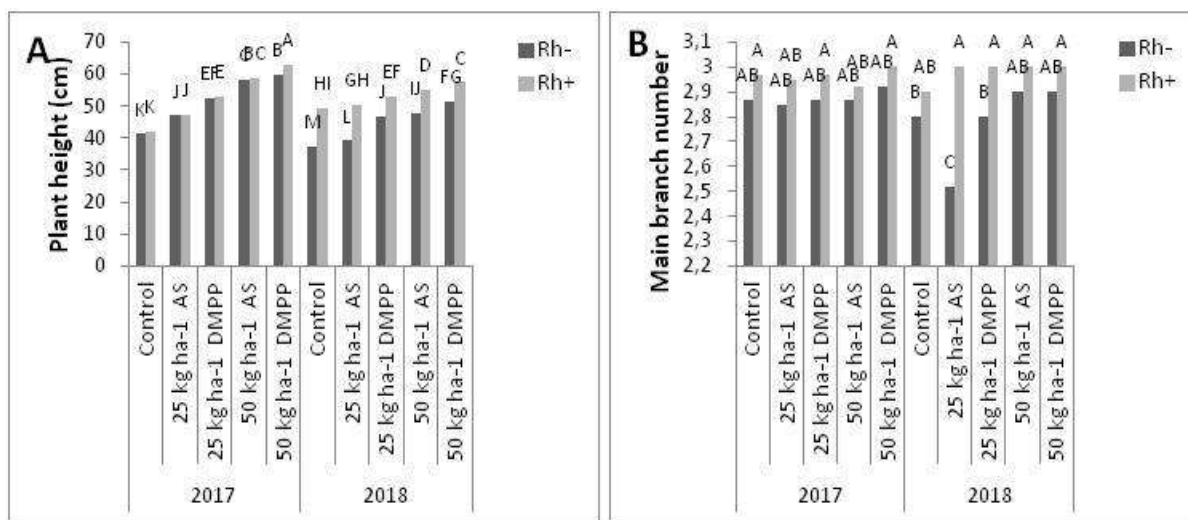 A
Plant height (cm)
70
60
50
40
30
20
10
0
K K J J EF E BC B A
M HI L GH J EF IJ D FG C
Rh-
Rh+
Control
25 kg ha-1 AS
25 kg ha-1 DMPP
50 kg ha-1 AS
50 kg ha-1 DMPP
Control
25 kg ha-1 AS
25 kg ha-1 DMPP
50 kg ha-1 AS
50 kg ha-1 DMPP
2017
2018
B
Main branch number
3,1
3
2,9
2,8
2,7
2,6
2,5
2,4
2,3
2,2
AB A AB AB AB A AB AB AB A
B AB C A B A AB A AB A
Rh-
Rh+
Control
25 kg ha-1 AS
25 kg ha-1 DMPP
50 kg ha-1 AS
50 kg ha-1 DMPP
Control
25 kg ha-1 AS
25 kg ha-1 DMPP
50 kg ha-1 AS
50 kg ha-1 DMPP
2017
2018